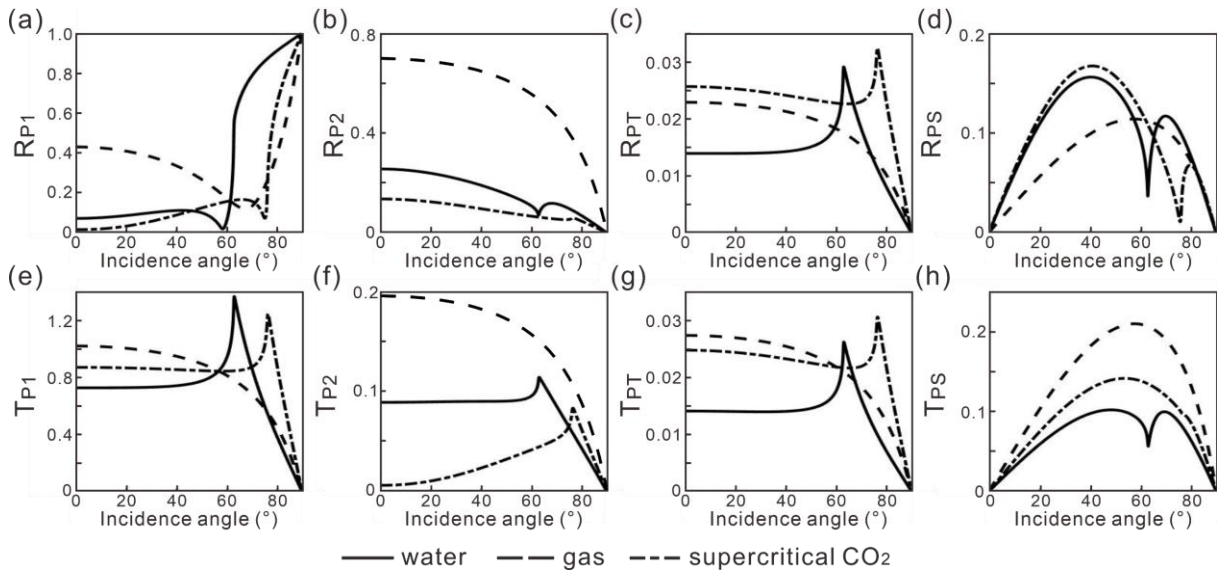 (a) (b) (c) (d)
1.0 0.8 0.6 0.4 0.2 0
RP1
0 20 40 60 80
Incidence angle (°)
0.8 0.4 0
RP2
0 20 40 60 80
Incidence angle (°)
0.03 0.02 0.01 0
RPT
0 20 40 60 80
Incidence angle (°)
0.2 0.1 0
RPS
0 20 40 60 80
Incidence angle (°)
(e) (f) (g) (h)
1.2 0.8 0.4 0
TP1
0 20 40 60 80
Incidence angle (°)
0.2 0.1 0
TP2
0 20 40 60 80
Incidence angle (°)
0.03 0.02 0.01 0
TPT
0 20 40 60 80
Incidence angle (°)
0.2 0.1 0
TPS
0 20 40 60 80
Incidence angle (°)
water gas supercritical CO2